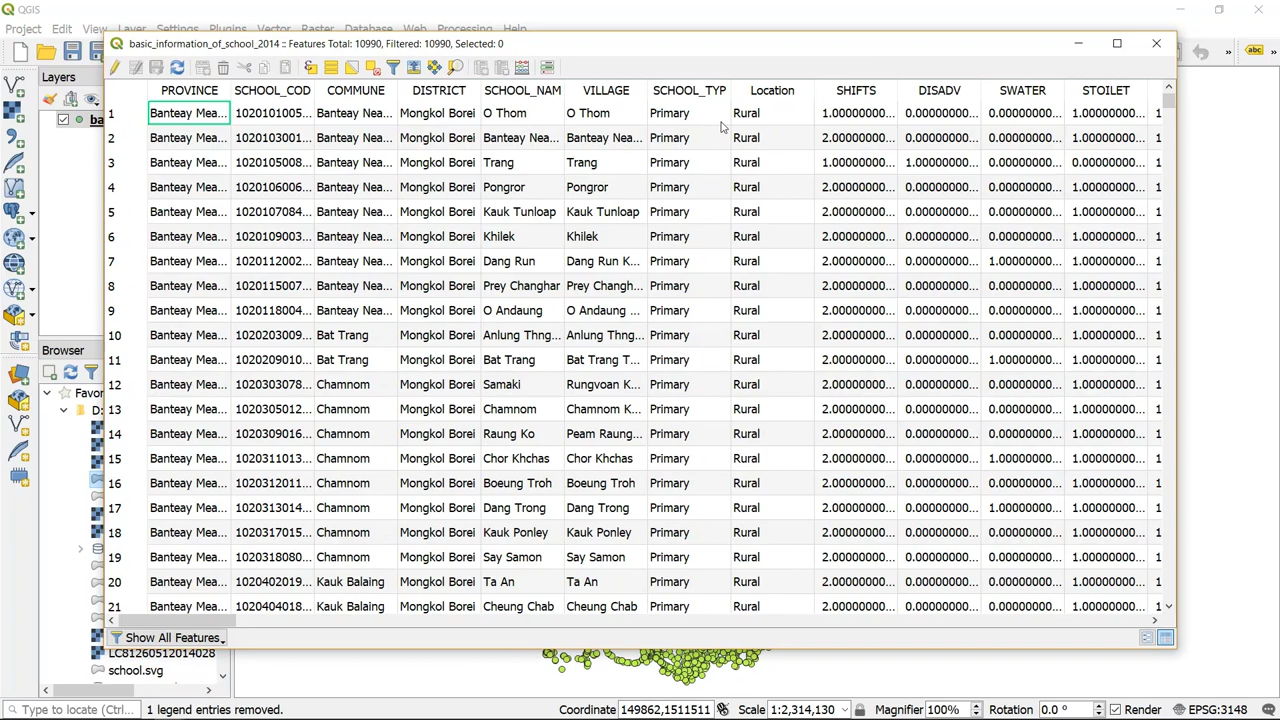 QGIS
Project Edit View Layer Settings Plugins Vector Raster Database Web Processing Help
basic_information_of_school_2014 :: Features Total: 10990, Filtered: 10990, Selected: 0
abc
Layers
ba
PROVINCE SCHOOL_COD COMMUNE DISTRICT SCHOOL_NAM VILLAGE SCHOOL_TYP Location SHIFTS DISADV SWATER STOILET
1 Banteay Mea... 1020101005... Banteay Nea... Mongkol Borei O Thom O Thom Primary Rural 1.00000000... 0.00000000... 0.00000000... 1.00000000... 1
2 Banteay Mea... 1020103001... Banteay Nea... Mongkol Borei Banteay Nea... Banteay Nea... Primary Rural 2.00000000... 0.00000000... 0.00000000... 1.00000000... 1
3 Banteay Mea... 1020105008... Banteay Nea... Mongkol Borei Trang Trang Primary Rural 1.00000000... 1.00000000... 0.00000000... 0.00000000... 1
4 Banteay Mea... 1020106006... Banteay Nea... Mongkol Borei Pongror Pongror Primary Rural 2.00000000... 0.00000000... 0.00000000... 1.00000000... 1
5 Banteay Mea... 1020107084... Banteay Nea... Mongkol Borei Kauk Tunloap Kauk Tunloap Primary Rural 2.00000000... 0.00000000... 0.00000000... 1.00000000... 1
6 Banteay Mea... 1020109003... Banteay Nea... Mongkol Borei Khilek Khilek Primary Rural 2.00000000... 0.00000000... 0.00000000... 1.00000000... 1
7 Banteay Mea... 1020112002... Banteay Nea... Mongkol Borei Dang Run Dang Run K... Primary Rural 2.00000000... 0.00000000... 1.00000000... 1.00000000... 1
8 Banteay Mea... 1020115007... Banteay Nea... Mongkol Borei Prey Changhar Prey Changh... Primary Rural 2.00000000... 0.00000000... 0.00000000... 1.00000000... 1
9 Banteay Mea... 1020118004... Banteay Nea... Mongkol Borei O Andaung O Andaung ... Primary Rural 2.00000000... 0.00000000... 0.00000000... 1.00000000... 1
10 Banteay Mea... 1020203009... Bat Trang Mongkol Borei Anlung Thng... Anlung Thng... Primary Rural 2.00000000... 0.00000000... 0.00000000... 1.00000000... 1
11 Banteay Mea... 1020209010... Bat Trang Mongkol Borei Bat Trang Bat Trang T... Primary Rural 2.00000000... 0.00000000... 1.00000000... 1.00000000... 1
12 Banteay Mea... 1020303078... Chamnom Mongkol Borei Samaki Rungvoan K... Primary Rural 2.00000000... 0.00000000... 0.00000000... 1.00000000... 1
13 Banteay Mea... 1020305012... Chamnom Mongkol Borei Chamnom Chamnom K... Primary Rural 2.00000000... 0.00000000... 0.00000000... 1.00000000... 1
14 Banteay Mea... 1020309016... Chamnom Mongkol Borei Raung Ko Peam Raung... Primary Rural 2.00000000... 0.00000000... 0.00000000... 1.00000000... 1
15 Banteay Mea... 1020311013... Chamnom Mongkol Borei Chor Khchas Chor Khchas Primary Rural 2.00000000... 0.00000000... 1.00000000... 1.00000000... 1
16 Banteay Mea... 1020312011... Chamnom Mongkol Borei Boeung Troh Boeung Troh Primary Rural 2.00000000... 0.00000000... 0.00000000... 1.00000000... 1
17 Banteay Mea... 1020313014... Chamnom Mongkol Borei Dang Trong Dang Trong Primary Rural 2.00000000... 0.00000000... 1.00000000... 1.00000000... 1
18 Banteay Mea... 1020317015... Chamnom Mongkol Borei Kauk Ponley Kauk Ponley Primary Rural 2.00000000... 0.00000000... 0.00000000... 1.00000000... 1
19 Banteay Mea... 1020318080... Chamnom Mongkol Borei Say Samon Say Samon Primary Rural 2.00000000... 0.00000000... 0.00000000... 1.00000000... 1
20 Banteay Mea... 1020402019... Kauk Balaing Mongkol Borei Ta An Ta An Primary Rural 2.00000000... 0.00000000... 0.00000000... 1.00000000... 1
21 Banteay Mea... 1020404018... Kauk Balaing Mongkol Borei Cheung Chab Cheung Chab Primary Rural 2.00000000... 0.00000000... 0.00000000... 1.00000000... 1
Browser
Favor
D:
Show All Features
LC81260512014028
school.svg
Type to locate (Ctrl... 1 legend entries removed. Coordinate 149862,1511511 Scale 1:2,314,130 Magnifier 100% Rotation 0.0 ° Render EPSG:3148